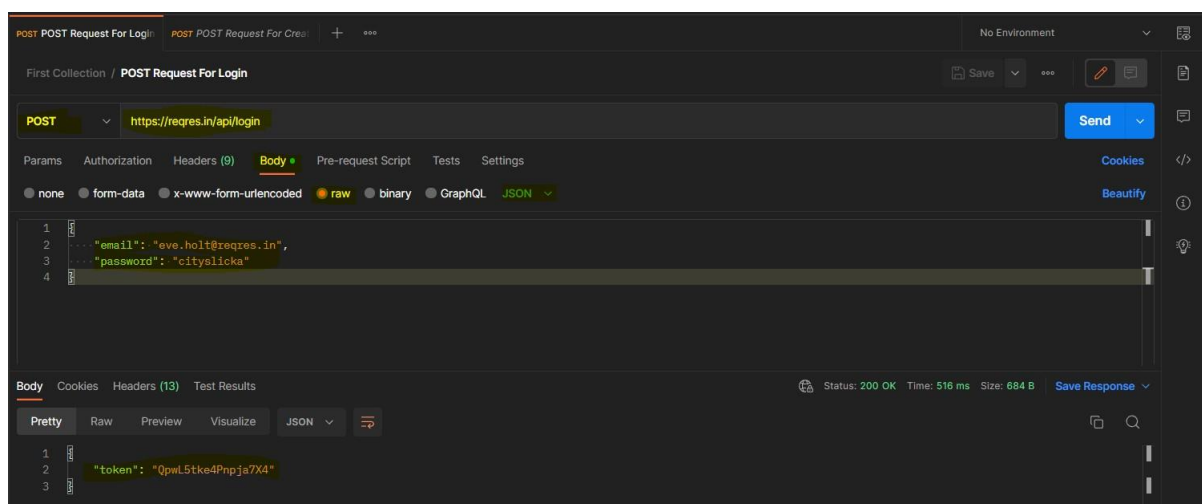 POST POST Request For Login POST POST Request For Crea No Environment
First Collection / POST Request For Login Save
POST https://reqres.in/api/login Send
Params Authorization Headers (9) Body Pre-request Script Tests Settings Cookies
none form-data x-www-form-urlencoded raw binary GraphQL JSON Beautify
1 {
2 "email": "eve.holt@reqres.in",
3 "password": "cityslicka"
4 }
Body Cookies Headers (13) Test Results Status: 200 OK Time: 516 ms Size: 684 B Save Response
Pretty Raw Preview Visualize JSON
1 {
2 "token": "QpwL5tke4Pnpja7X4"
3 }